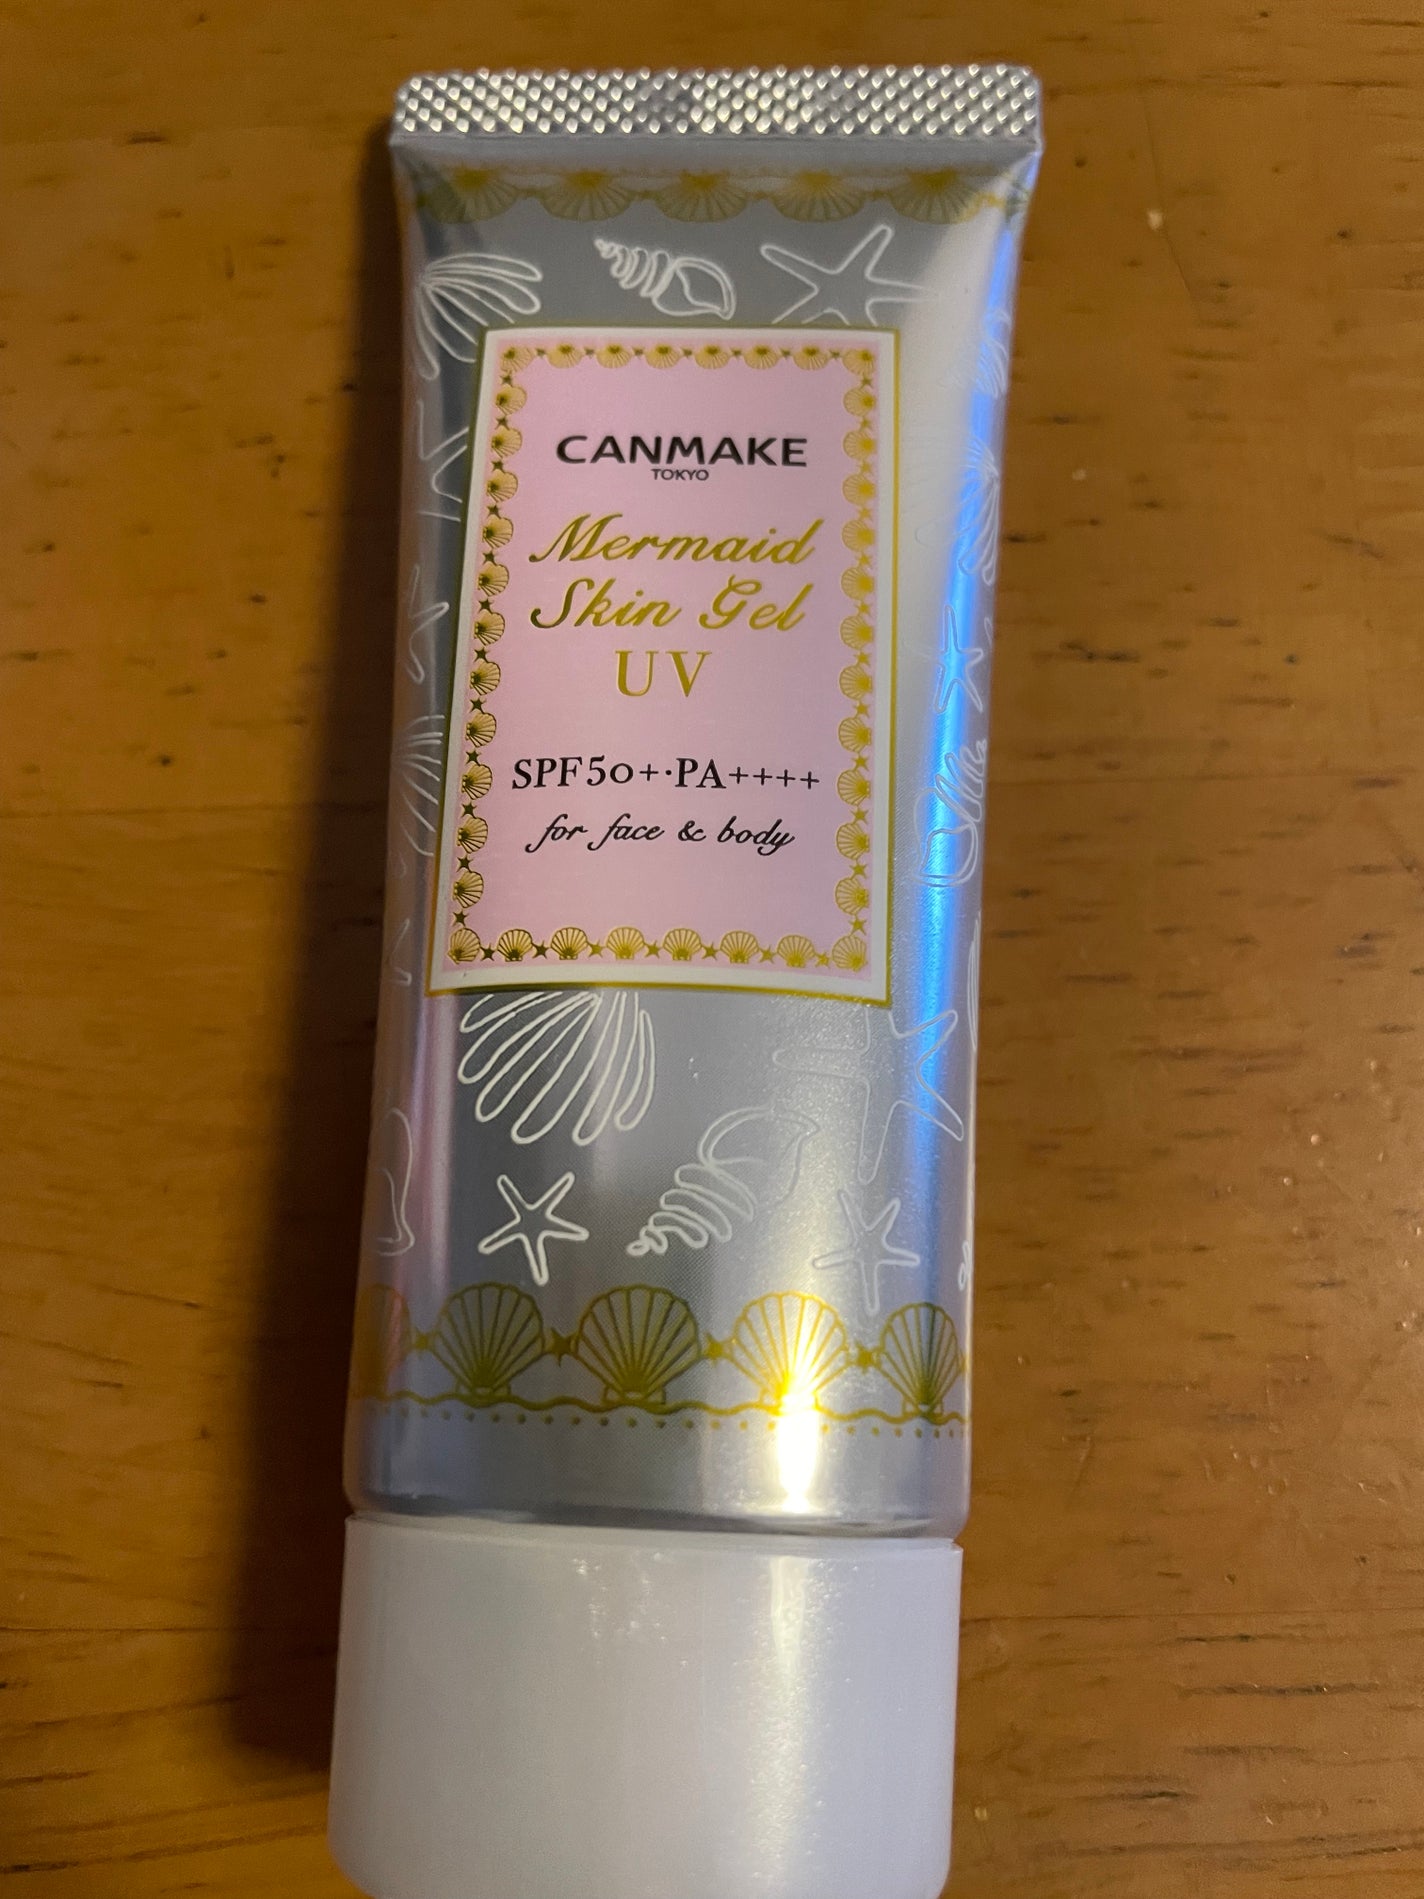 CANMAKE
TOKYO
Mermaid
Skin Gel
UV
SPF50+·PA++++
for face & body